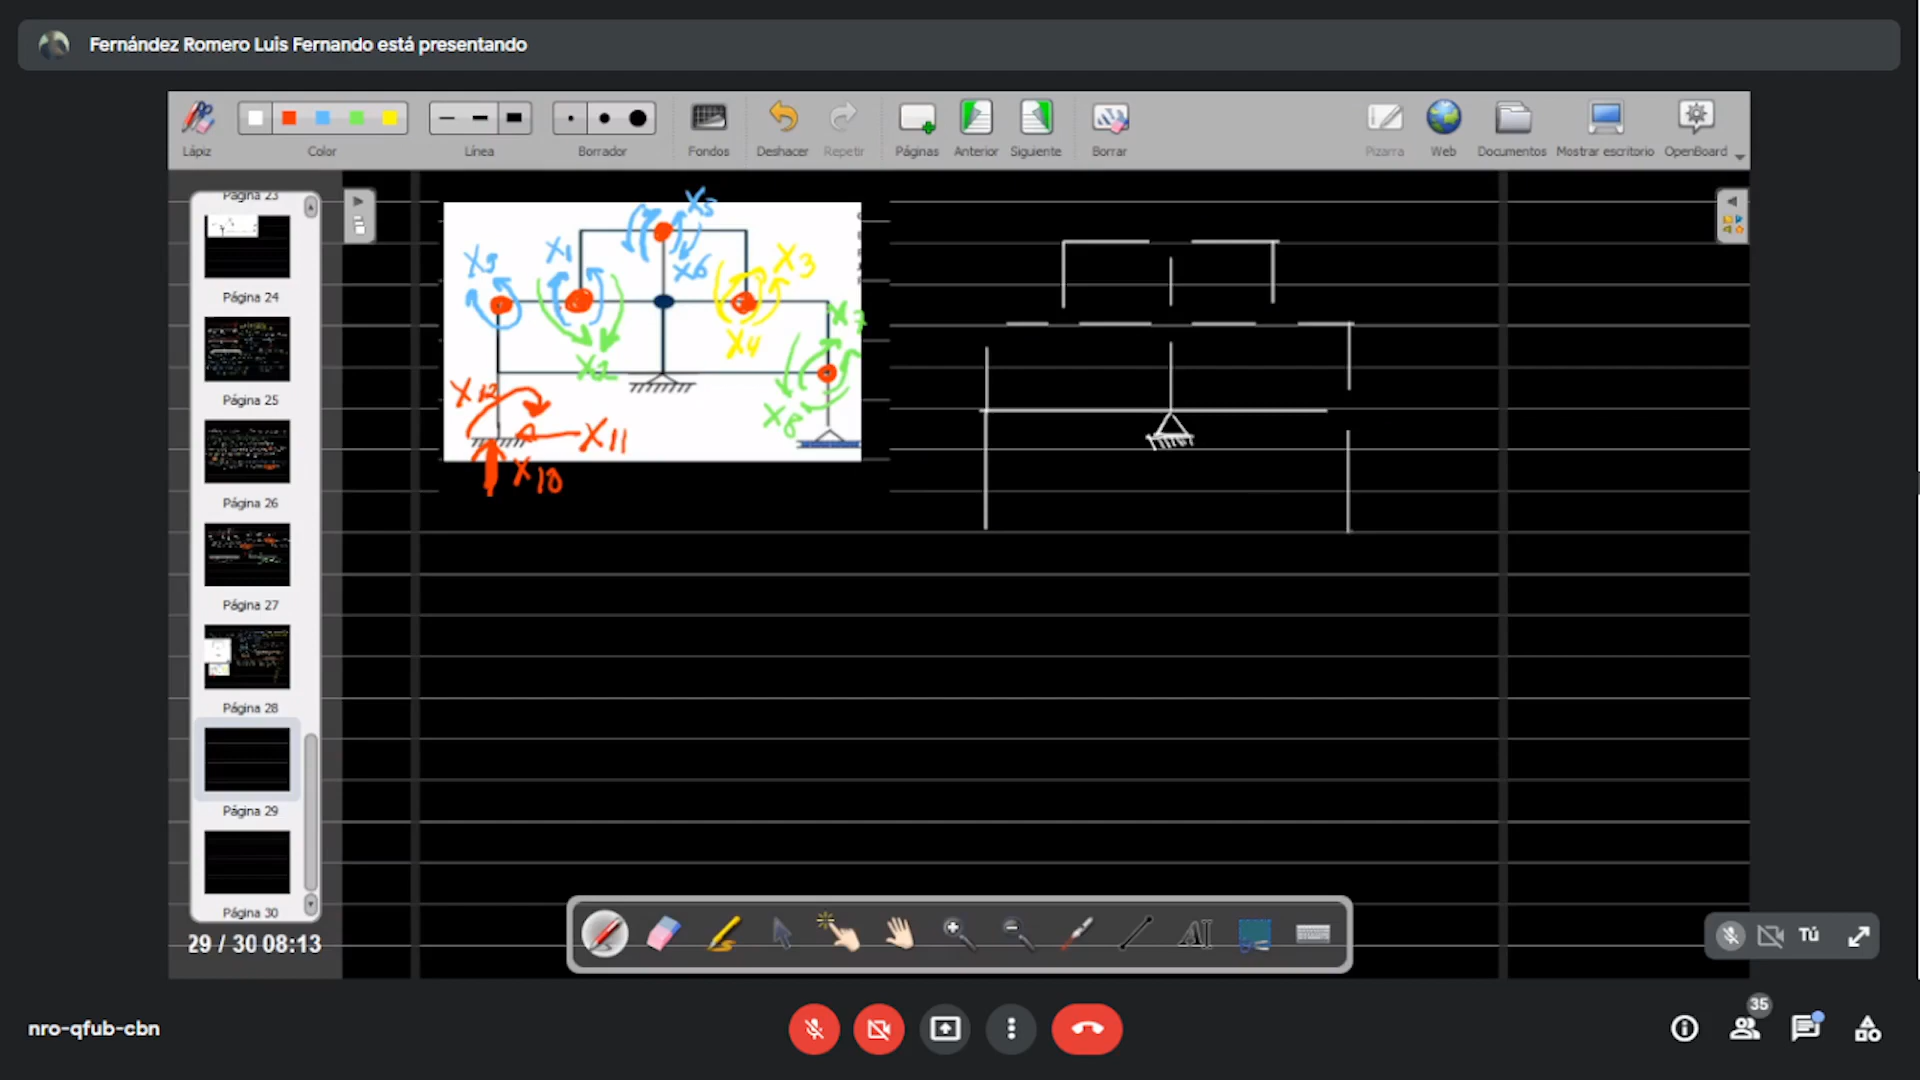 Fernández Romero Luis Fernando está presentando
Lápiz
Color
Línea
Borrador
Fondos
Deshacer
Repetir
Páginas
Anterior
Siguiente
Borrar
Pizarra
Web
Documentos
Mostrar escritorio
OpenBoard
Página 23
Página 24
Página 25
Página 26
Página 27
Página 28
Página 29
Página 30
29 / 30 08:13
X5
X9
X1
X6
X3
X2
X4
X7
X8
X12
X11
X10
AI
Tú
nro-qfub-cbn
35